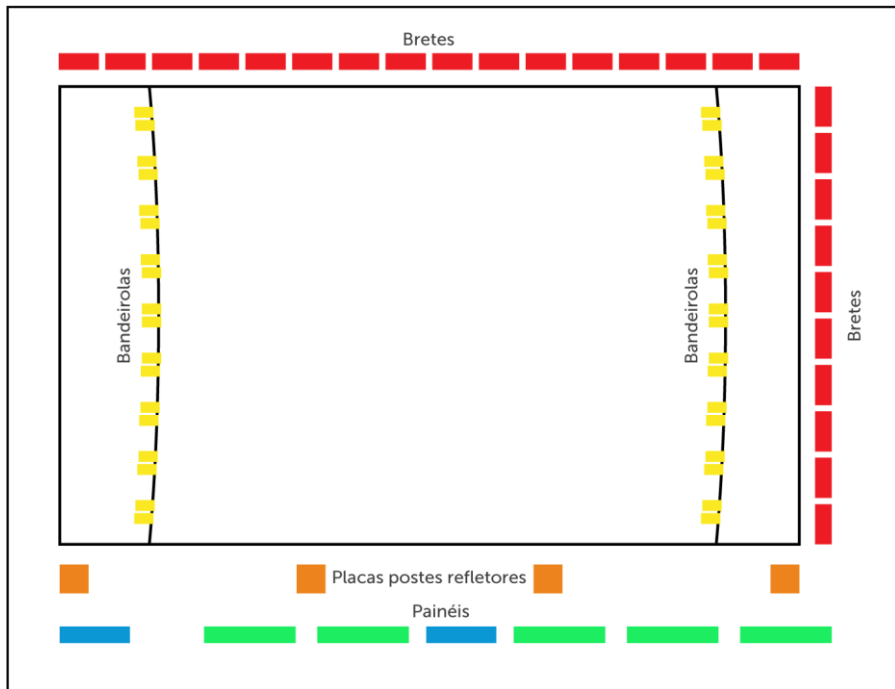 Bretes
Bandeirolas
Bandeirolas
Bretes
Placas postes refletores
Painéis